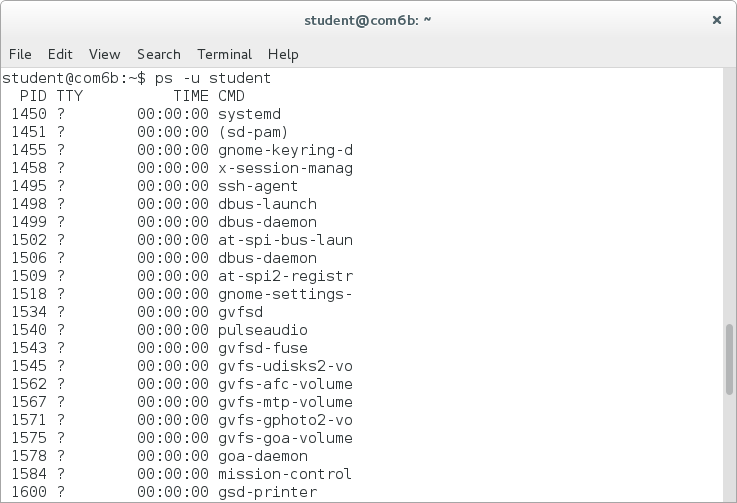 student@com6b: ~
File Edit View Search Terminal Help
student@com6b:~$ ps -u student
  PID TTY          TIME CMD
 1450 ?        00:00:00 systemd
 1451 ?        00:00:00 (sd-pam)
 1455 ?        00:00:00 gnome-keyring-d
 1458 ?        00:00:00 x-session-manag
 1495 ?        00:00:00 ssh-agent
 1498 ?        00:00:00 dbus-launch
 1499 ?        00:00:00 dbus-daemon
 1502 ?        00:00:00 at-spi-bus-laun
 1506 ?        00:00:00 dbus-daemon
 1509 ?        00:00:00 at-spi2-registr
 1518 ?        00:00:00 gnome-settings-
 1534 ?        00:00:00 gvfsd
 1540 ?        00:00:00 pulseaudio
 1543 ?        00:00:00 gvfsd-fuse
 1545 ?        00:00:00 gvfs-udisks2-vo
 1562 ?        00:00:00 gvfs-afc-volume
 1567 ?        00:00:00 gvfs-mtp-volume
 1571 ?        00:00:00 gvfs-gphoto2-vo
 1575 ?        00:00:00 gvfs-goa-volume
 1578 ?        00:00:00 goa-daemon
 1584 ?        00:00:00 mission-control
 1600 ?        00:00:00 gsd-printer